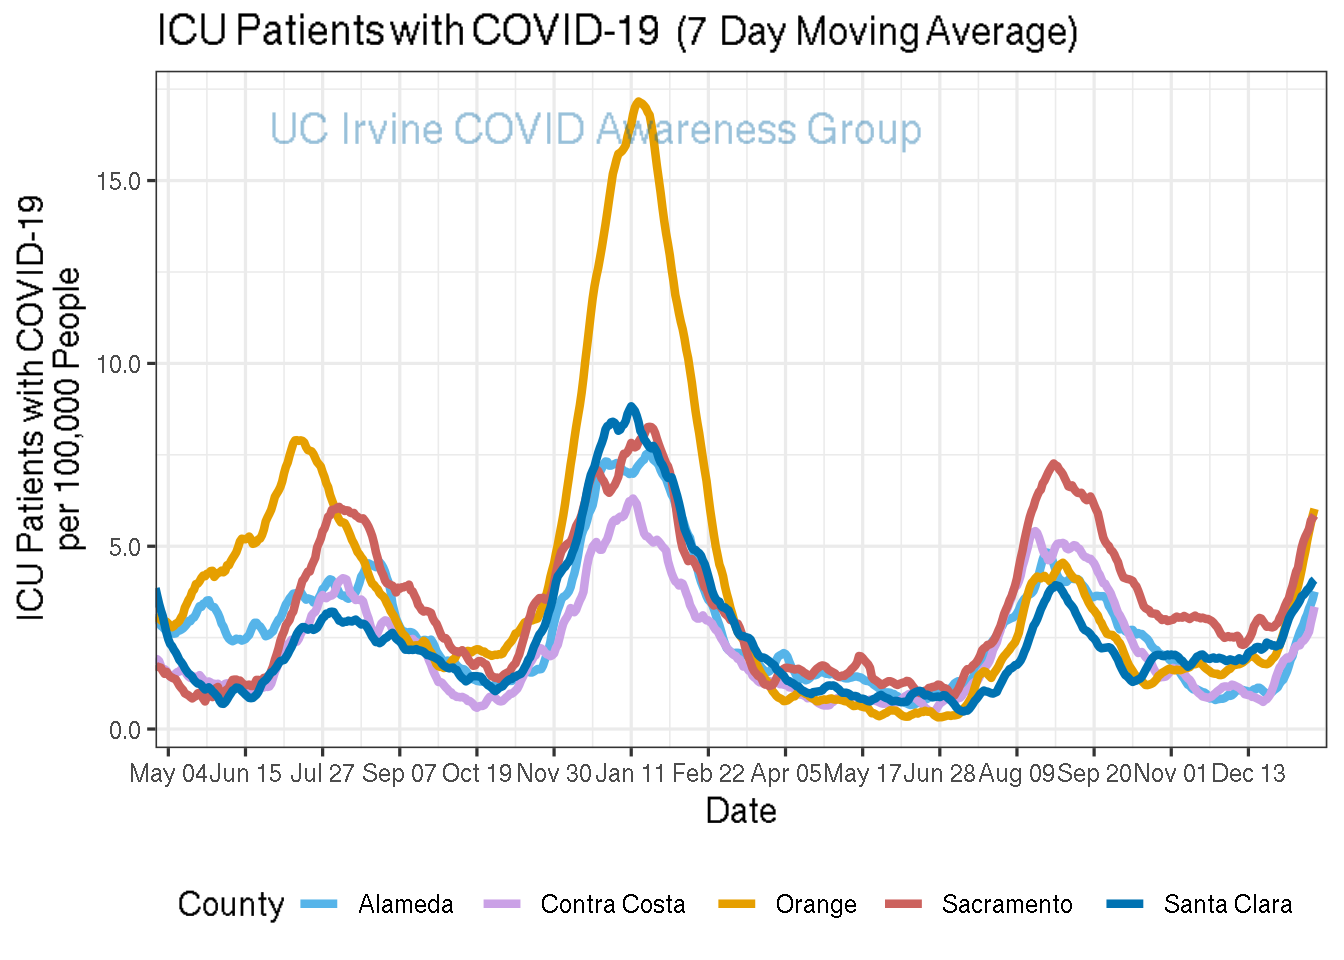 ICU Patients with COVID-19 (7 Day Moving Average)
UC Irvine COVID Awareness Group
ICU Patients with COVID-19
per 100,000 People
15.0
10.0
5.0
0.0
May 04 Jun 15 Jul 27 Sep 07 Oct 19 Nov 30 Jan 11 Feb 22 Apr 05 May 17 Jun 28 Aug 09 Sep 20 Nov 01 Dec 13
Date
County Alameda Contra Costa Orange Sacramento Santa Clara